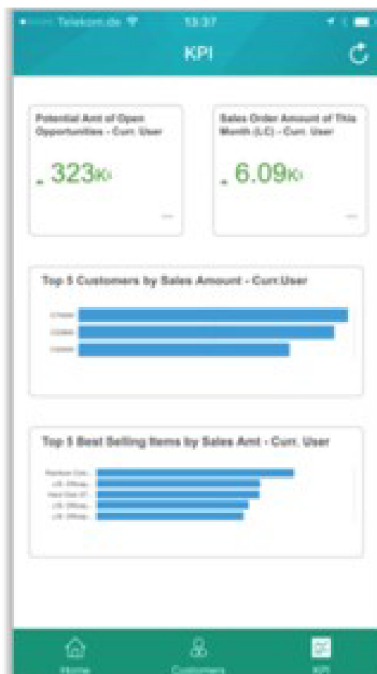 Telekom.de
13:37
KPI
Potential Amt of Open
Opportunities - Curr. User
323K
Sales Order Amount of This
Month (LC) - Curr. User
6.09K
Top 5 Customers by Sales Amount - Curr.User
Top 5 Best Selling Items by Sales Amt - Curr. User
Home
Customers
KPI